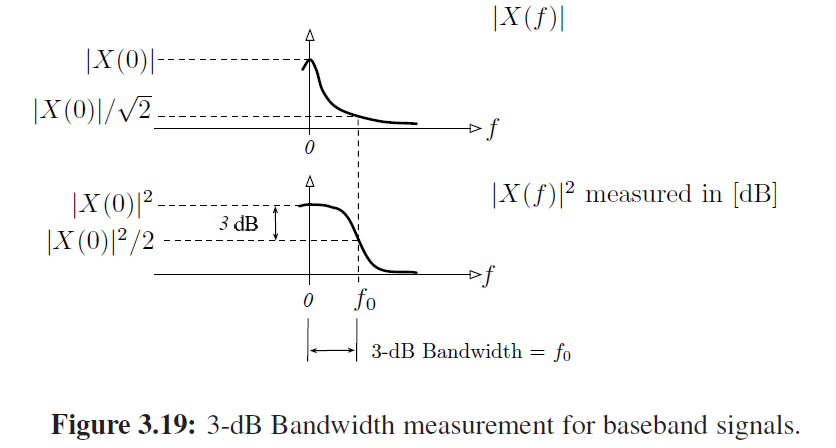 |X(f)|
|X(0)|
|X(0)|/√2
f
0
|X(f)|² measured in [dB]
|X(0)|²
3 dB
|X(0)|²/2
f
0
f₀
3-dB Bandwidth = f₀
Figure 3.19: 3-dB Bandwidth measurement for baseband signals.